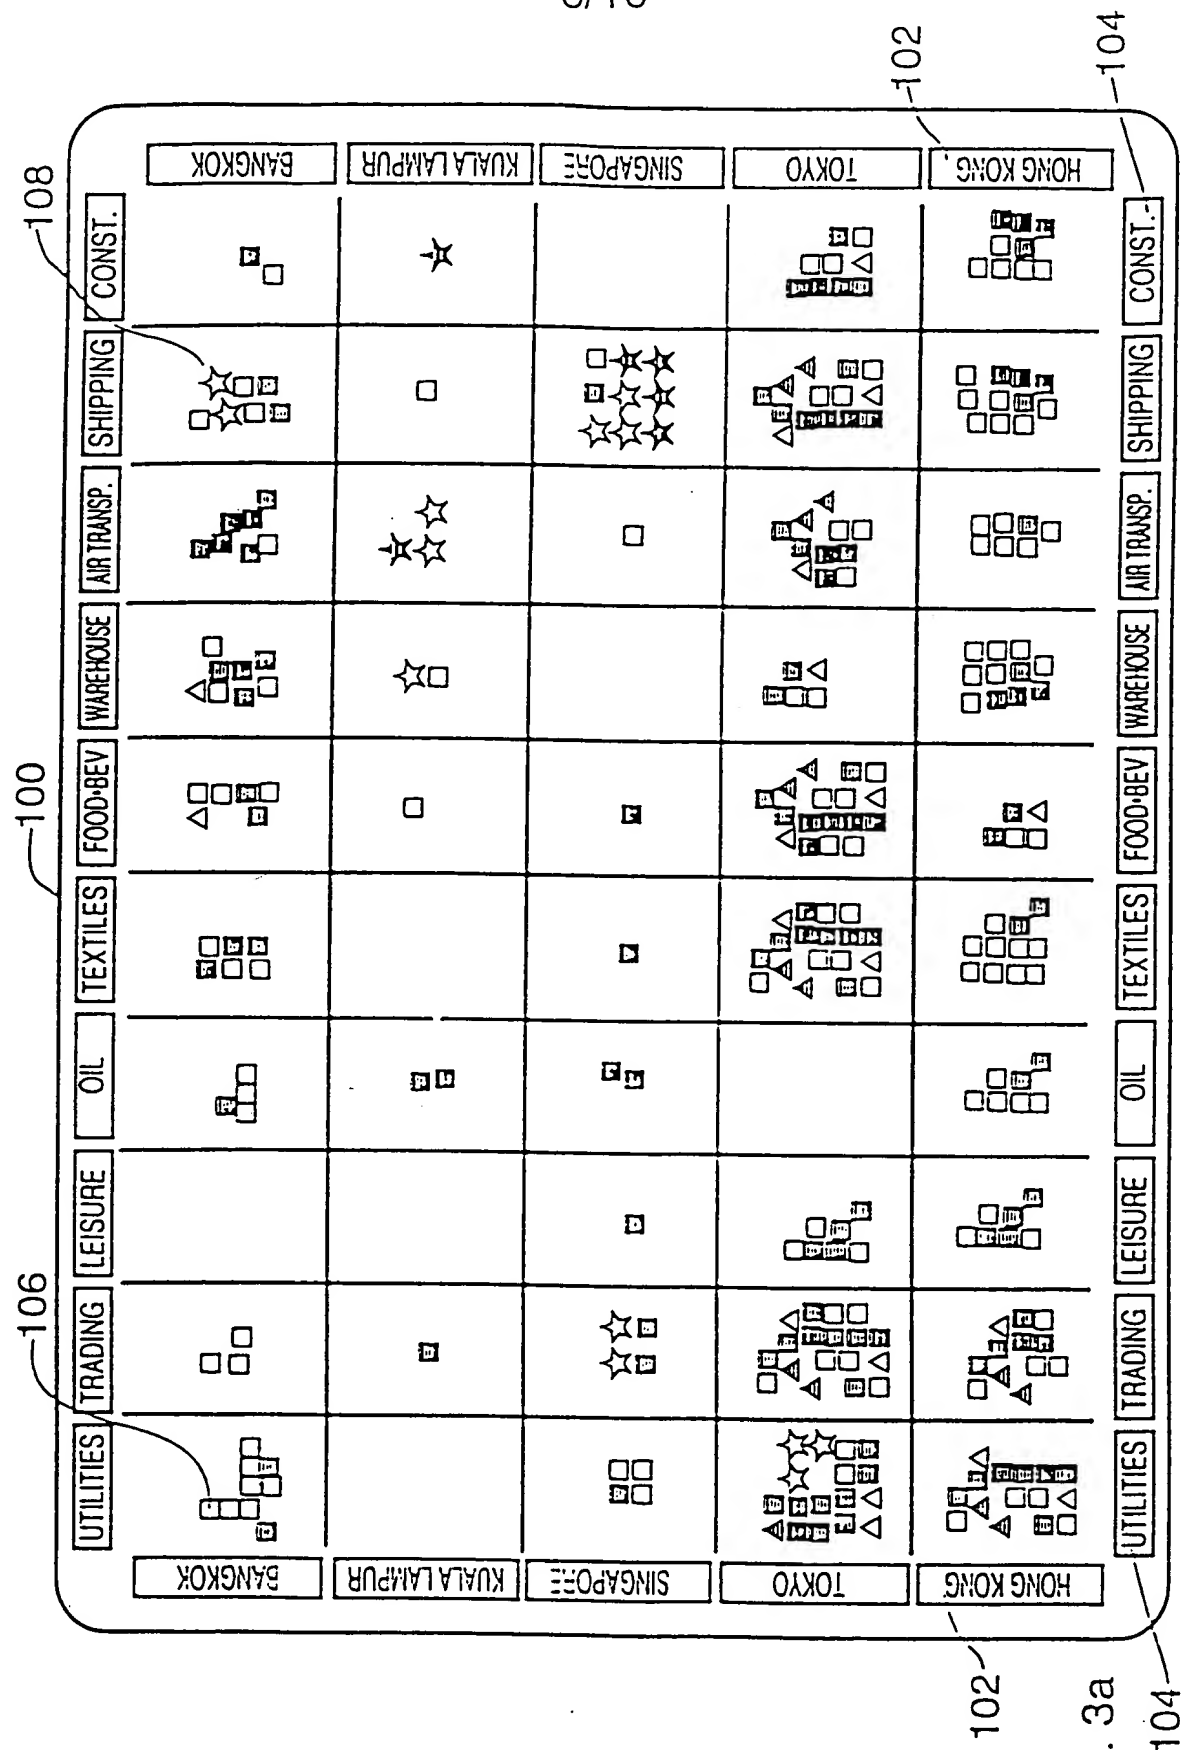 100
106
108
UTILITIES
TRADING
LEISURE
OIL
TEXTILES
FOOD•BEV
WAREHOUSE
AIR TRANSP.
SHIPPING
CONST.
BANGKOK
BANGKOK
KUALA LAMPUR
KUALA LAMPUR
SINGAPORE
SINGAPORE
TOKYO
TOKYO
HONG KONG
HONG KONG
102
102
UTILITIES
TRADING
LEISURE
OIL
TEXTILES
FOOD•BEV
WAREHOUSE
AIR TRANSP.
SHIPPING
CONST.
104
104
. 3a